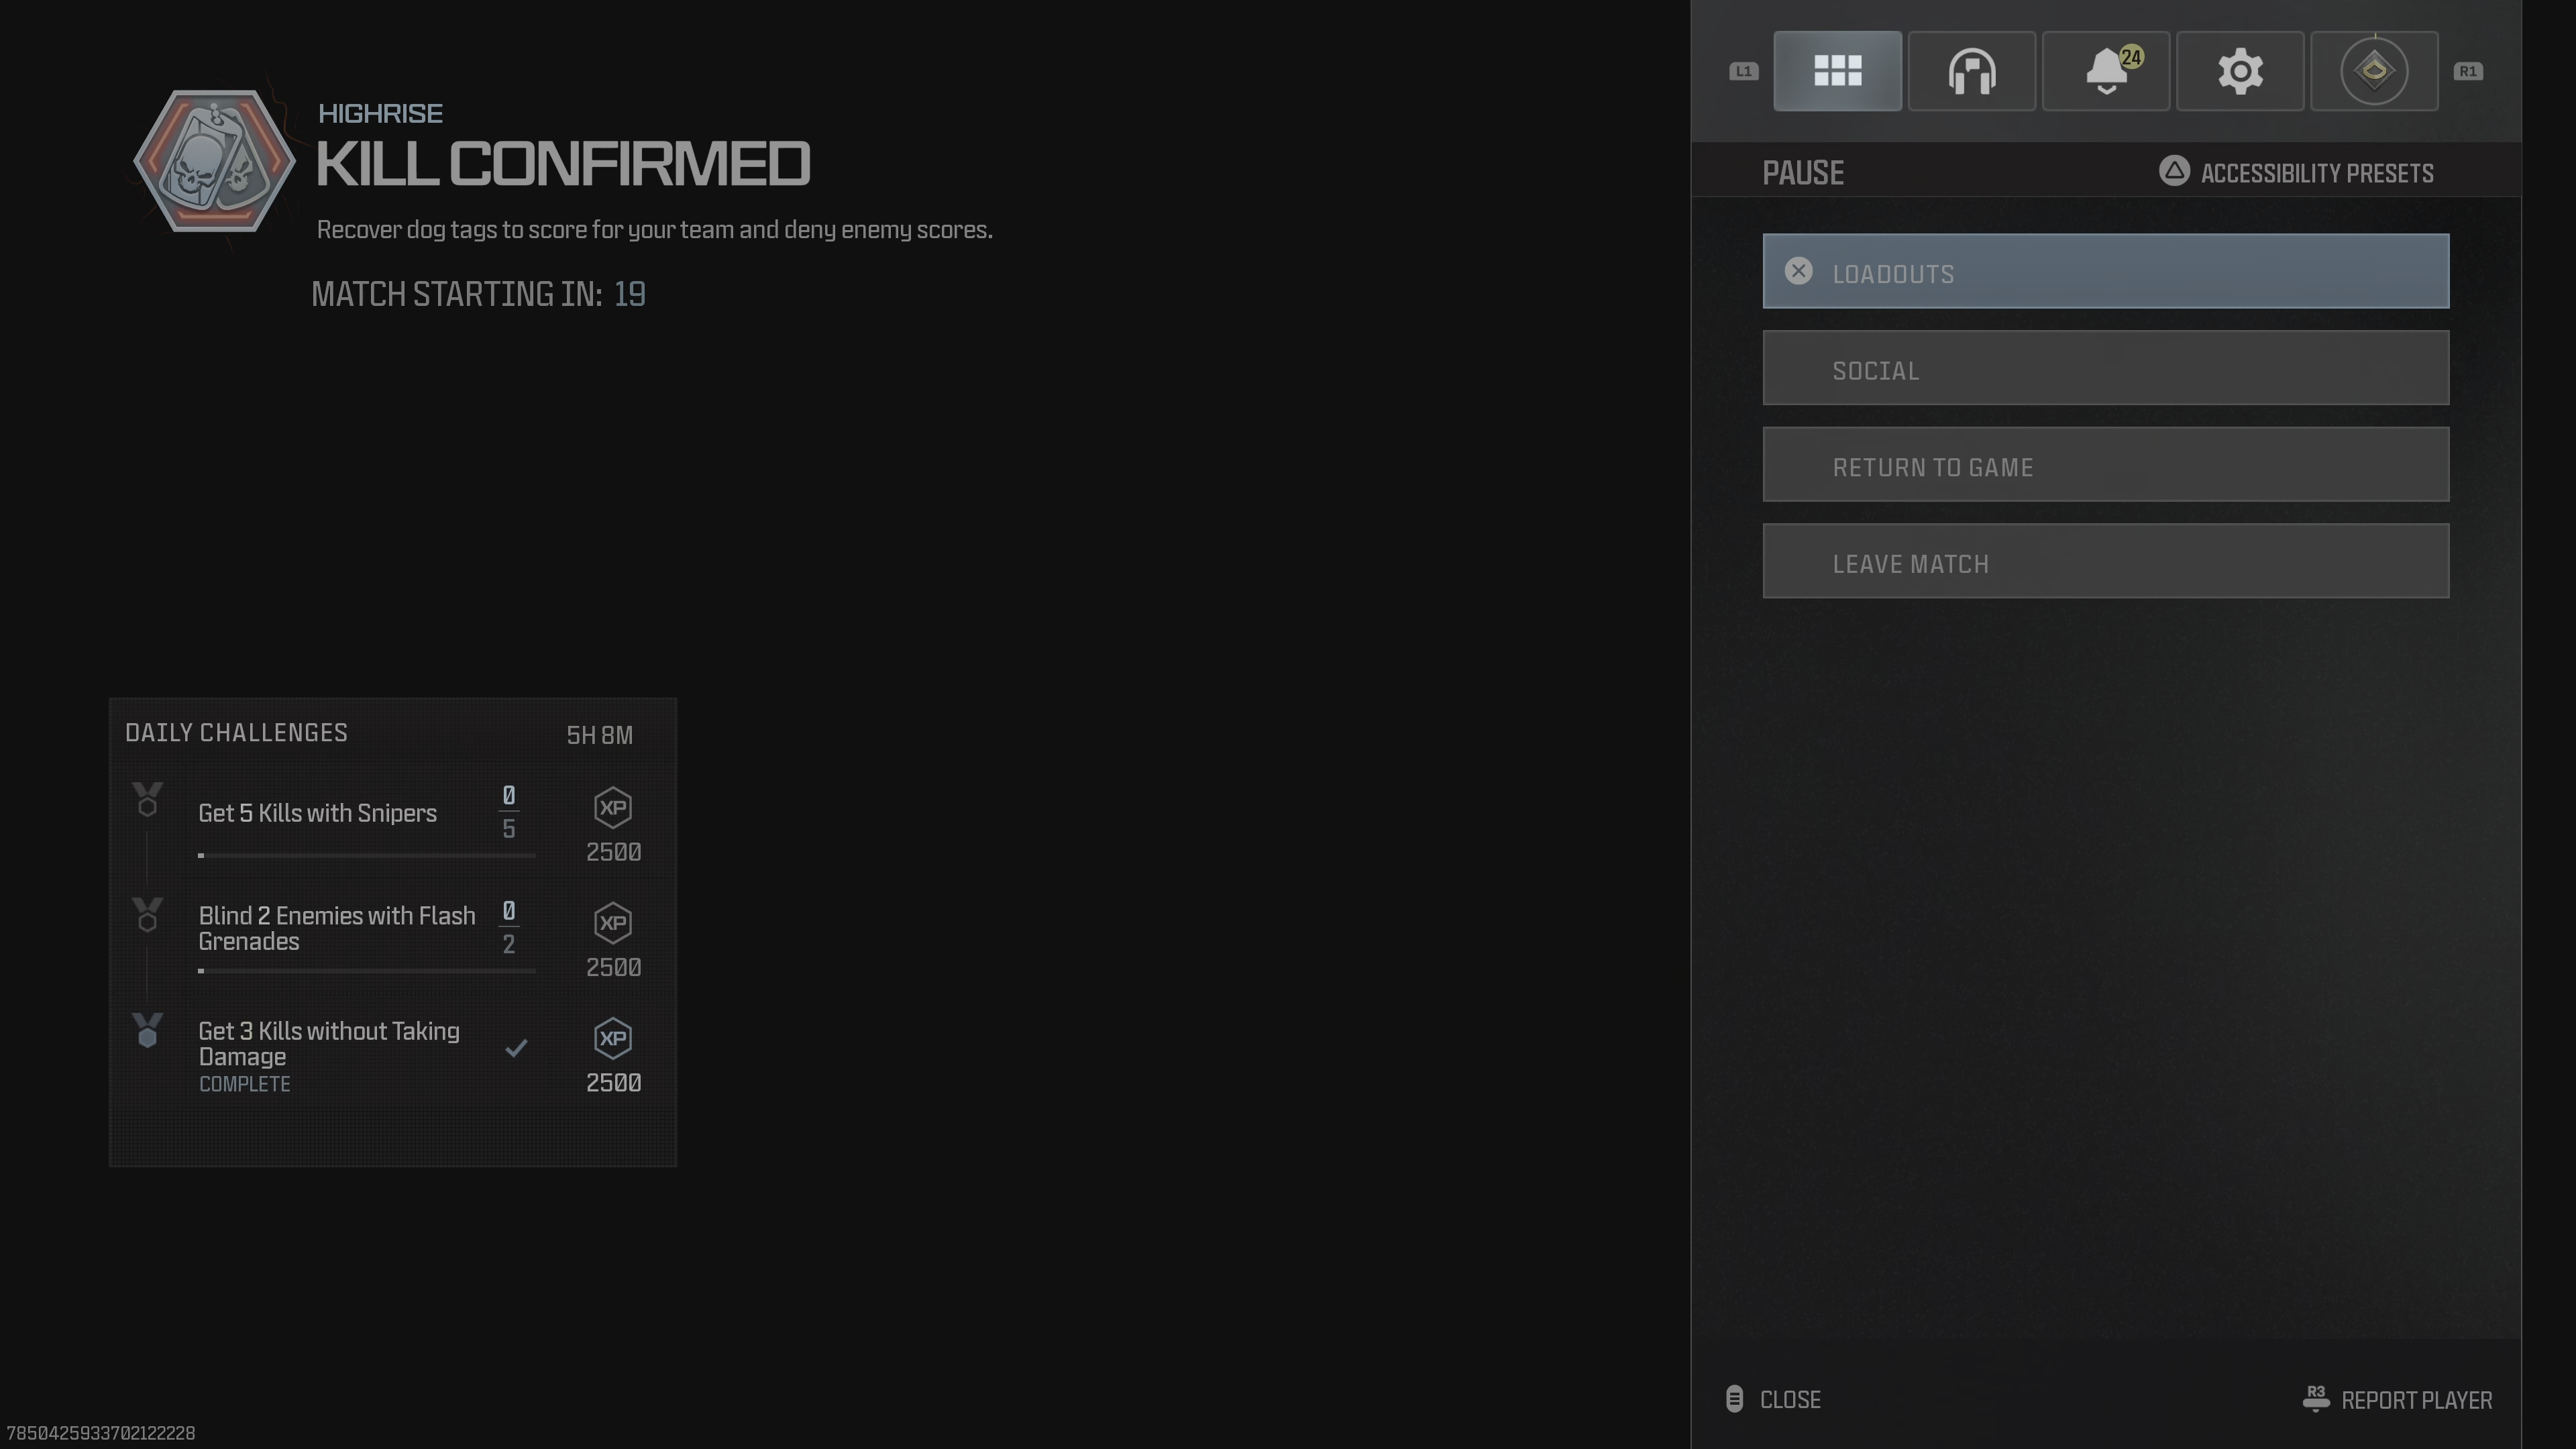 HIGHRISE
KILL CONFIRMED
Recover dog tags to score for your team and deny enemy scores.
MATCH STARTING IN: 19
DAILY CHALLENGES 5H 8M
Get 5 Kills with Snipers
0
5
XP
2500
Blind 2 Enemies with Flash
Grenades
0
2
XP
2500
Get 3 Kills without Taking
Damage
COMPLETE
XP
2500
7850425933702122228
L1
24
R1
PAUSE
ACCESSIBILITY PRESETS
LOADOUTS
SOCIAL
RETURN TO GAME
LEAVE MATCH
CLOSE
R3
REPORT PLAYER